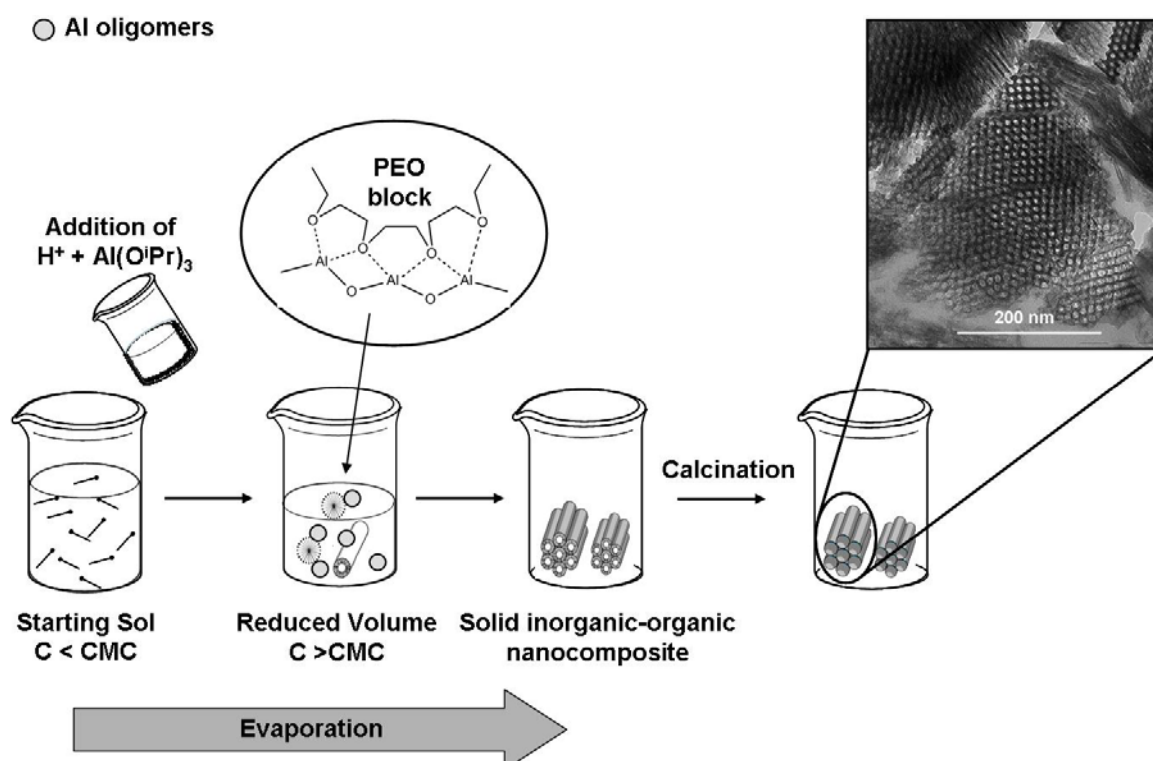 Al oligomers
PEO
block
O
O
O
O
Al
Al
Al
O
O
Addition of
H⁺ + Al(OⁱPr)₃
200 nm
Calcination
Starting Sol
C < CMC
Reduced Volume
C >CMC
Solid inorganic-organic
nanocomposite
Evaporation